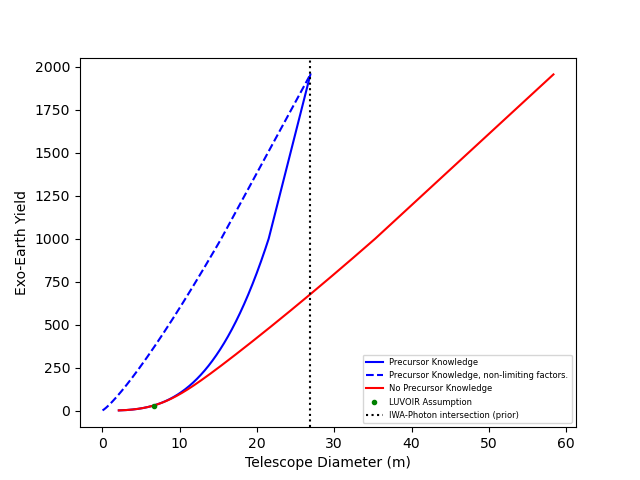 2000
1750
1500
1250
1000
750
500
250
0
Exo-Earth Yield
0 10 20 30 40 50 60
Telescope Diameter (m)
Precursor Knowledge
Precursor Knowledge, non-limiting factors.
No Precursor Knowledge
LUVOIR Assumption
IWA-Photon intersection (prior)